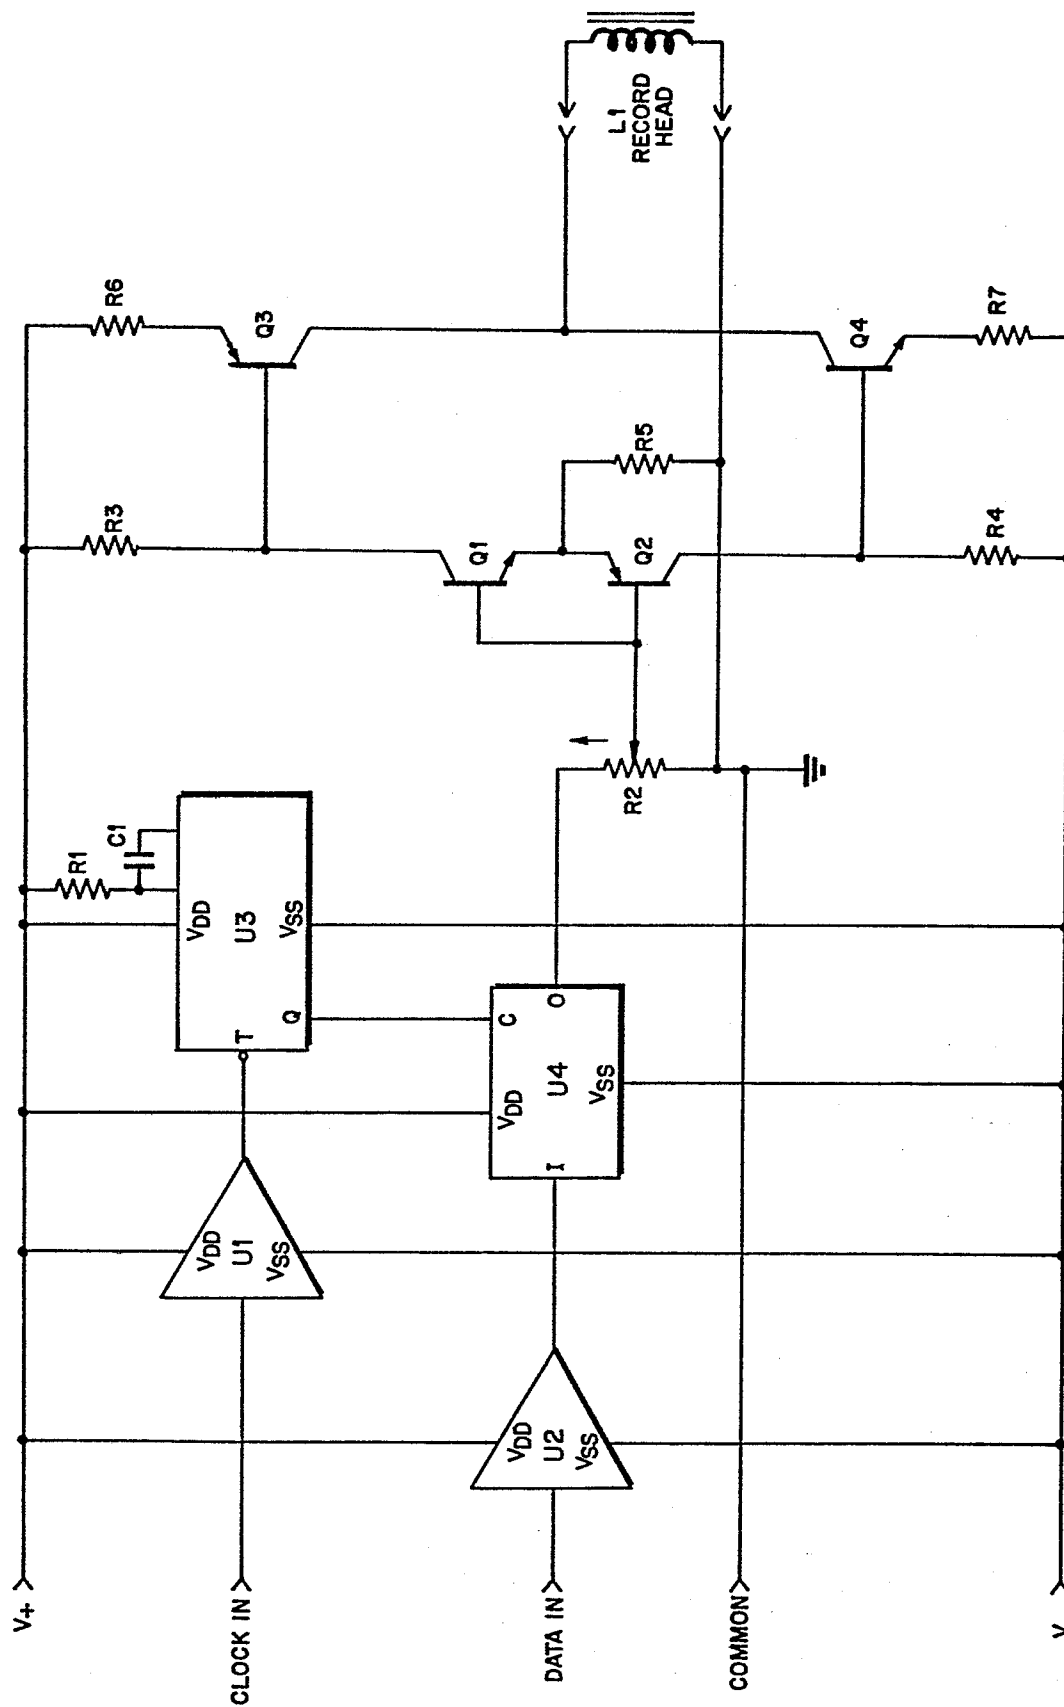 V+
CLOCK IN
DATA IN
COMMON
V
VDD
U1
VSS
VDD
U2
VSS
T
VDD
U3
Q
VSS
R1
C1
I
VDD
U4
VSS
C
O
R2
R3
Q1
Q2
R4
R5
R6
Q3
Q4
R7
L1
RECORD
HEAD